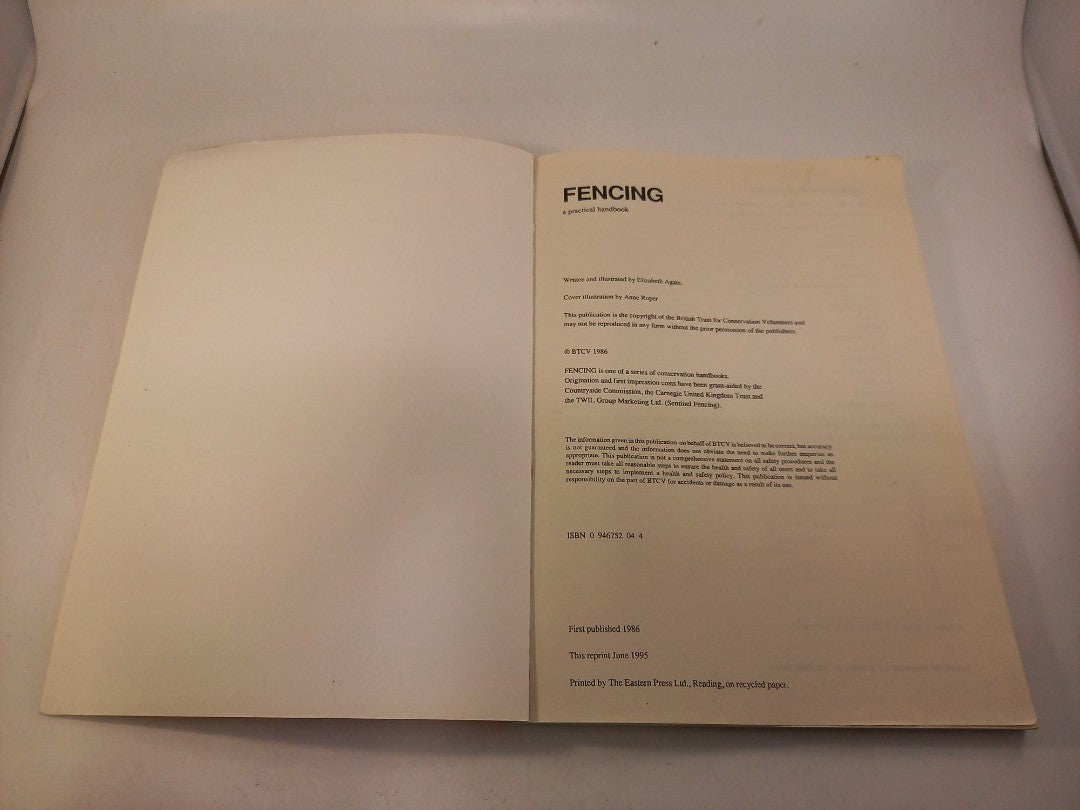 FENCING
a practical handbook
Written and illustrated by Elizabeth Agate.
Cover illustration by Anne Roper
This publication is the copyright of the British Trust for Conservation Volunteers and
may not be reproduced in any form without the prior permission of the publishers.
© BTCV 1986
FENCING is one of a series of conservation handbooks.
Origination and first impression costs have been grant-aided by the
Countryside Commission, the Carnegie United Kingdom Trust and
the TWIL Group Marketing Ltd. (Sentinel Fencing).
The information given in this publication on behalf of BTCV is believed to be correct, but accuracy
is not guaranteed and the information does not obviate the need to make further enquiries as
appropriate. This publication is not a comprehensive statement on all safety procedures and the
reader must take all reasonable steps to ensure the health and safety of all users and to take all
necessary steps to implement a health and safety policy. This publication is issued without
responsibility on the part of BTCV for accidents or damage as a result of its use.
ISBN 0 946752 04 4
First published 1986
This reprint June 1995
Printed by The Eastern Press Ltd., Reading, on recycled paper.